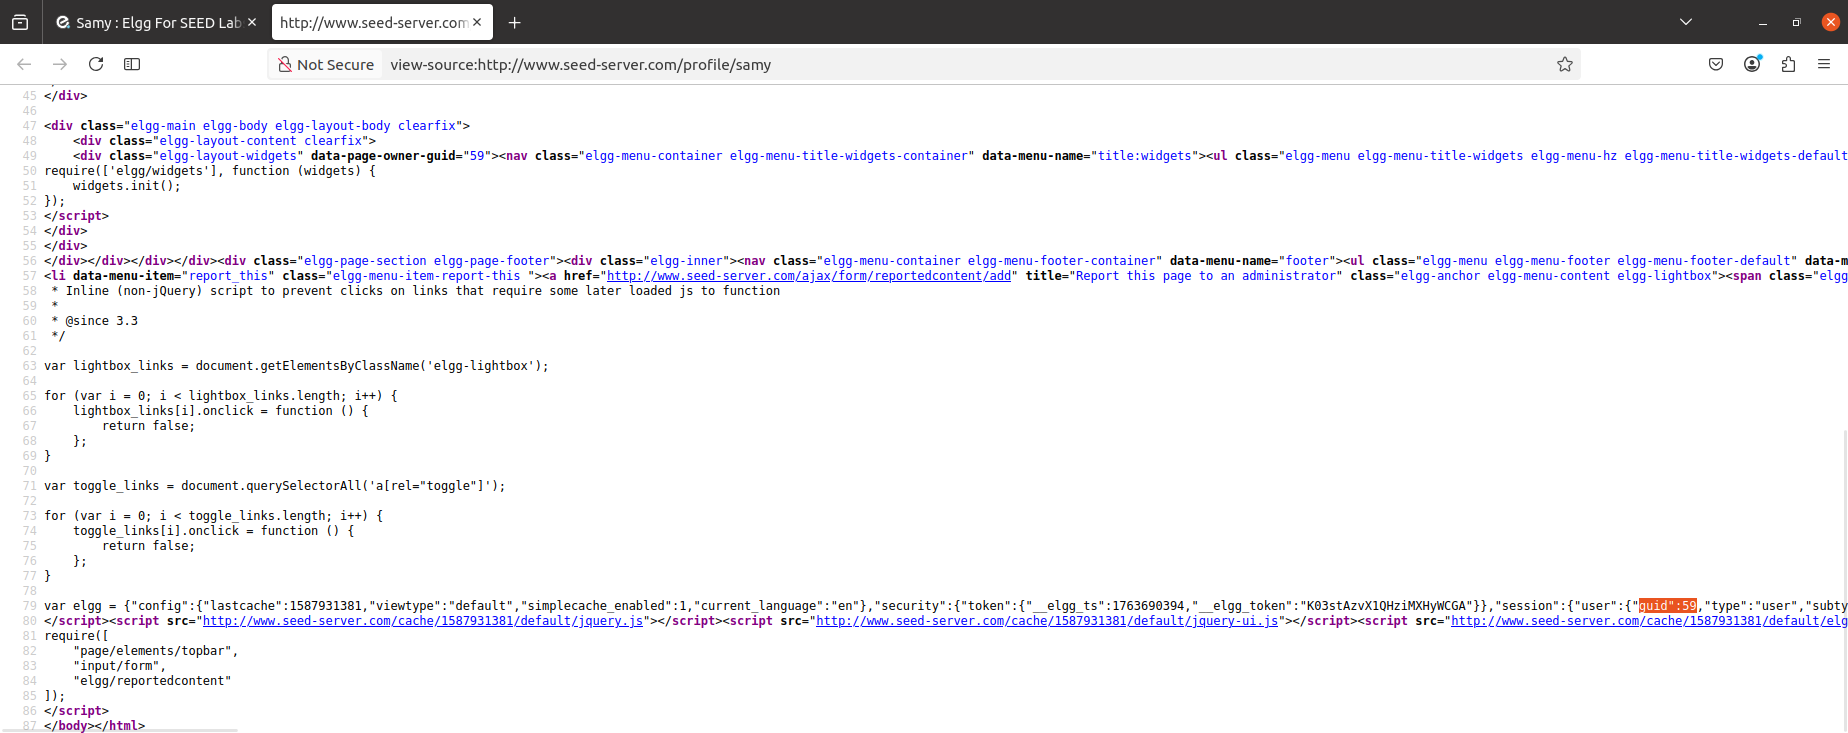 Samy : Elgg For SEED Lab
http://www.seed-server.com
Not Secure view-source:http://www.seed-server.com/profile/samy
45 </div>
46
47 <div class="elgg-main elgg-body elgg-layout-body clearfix">
48     <div class="elgg-layout-content clearfix">
49     <div class="elgg-layout-widgets" data-page-owner-guid="59"><nav class="elgg-menu-container elgg-menu-title-widgets-container" data-menu-name="title:widgets"><ul class="elgg-menu elgg-menu-title-widgets elgg-menu-hz elgg-menu-title-widgets-default
50 require(['elgg/widgets'], function (widgets) {
51     widgets.init();
52 });
53 </script>
54 </div>
55 </div>
56 </div></div></div></div><div class="elgg-page-section elgg-page-footer"><div class="elgg-inner"><nav class="elgg-menu-container elgg-menu-footer-container" data-menu-name="footer"><ul class="elgg-menu elgg-menu-footer elgg-menu-footer-default" data-m
57 <li data-menu-item="report_this" class="elgg-menu-item-report-this "><a href="http://www.seed-server.com/ajax/form/reportedcontent/add" title="Report this page to an administrator" class="elgg-anchor elgg-menu-content elgg-lightbox"><span class="elgg
58  * Inline (non-jQuery) script to prevent clicks on links that require some later loaded js to function
59  *
60  * @since 3.3
61  */
62
63 var lightbox_links = document.getElementsByClassName('elgg-lightbox');
64
65 for (var i = 0; i < lightbox_links.length; i++) {
66     lightbox_links[i].onclick = function () {
67         return false;
68     };
69 }
70
71 var toggle_links = document.querySelectorAll('a[rel="toggle"]');
72
73 for (var i = 0; i < toggle_links.length; i++) {
74     toggle_links[i].onclick = function () {
75         return false;
76     };
77 }
78
79 var elgg = {"config":{"lastcache":1587931381,"viewtype":"default","simplecache_enabled":1,"current_language":"en"},"security":{"token":{"__elgg_ts":1763690394,"__elgg_token":"K03stAzvX1QHziMXHyWCGA"}},"session":{"user":{"guid":59,"type":"user","subty
80 </script><script src="http://www.seed-server.com/cache/1587931381/default/jquery.js"></script><script src="http://www.seed-server.com/cache/1587931381/default/jquery-ui.js"></script><script src="http://www.seed-server.com/cache/1587931381/default/elg
81 require([
82     "page/elements/topbar",
83     "input/form",
84     "elgg/reportedcontent"
85 ]);
86 </script>
87 </body></html>